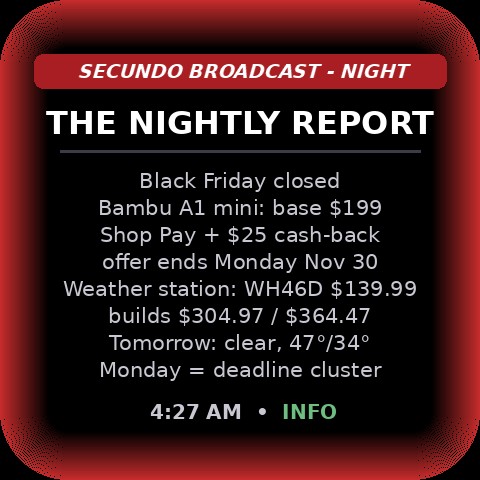 SECUNDO BROADCAST - NIGHT
THE NIGHTLY REPORT
Black Friday closed
Bambu A1 mini: base $199
Shop Pay + $25 cash-back
offer ends Monday Nov 30
Weather station: WH46D $139.99
builds $304.97 / $364.47
Tomorrow: clear, 47°/34°
Monday = deadline cluster
4:27 AM • INFO